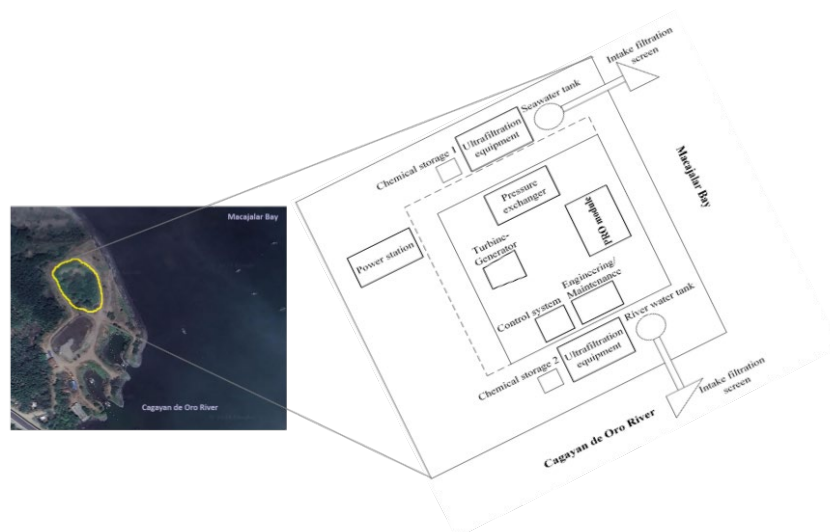 Macajalar Bay
Cagayan de Oro River
Intake filtration
screen
Seawater tank
Ultrafiltration
equipment
Chemical storage 1
Macajalar Bay
Pressure
exchanger
PRO module
Power station
Turbine-
Generator
Engineering/
Maintenance
Control system
River water tank
Ultrafiltration
equipment
Chemical storage 2
Intake filtration
screen
Cagayan de Oro River